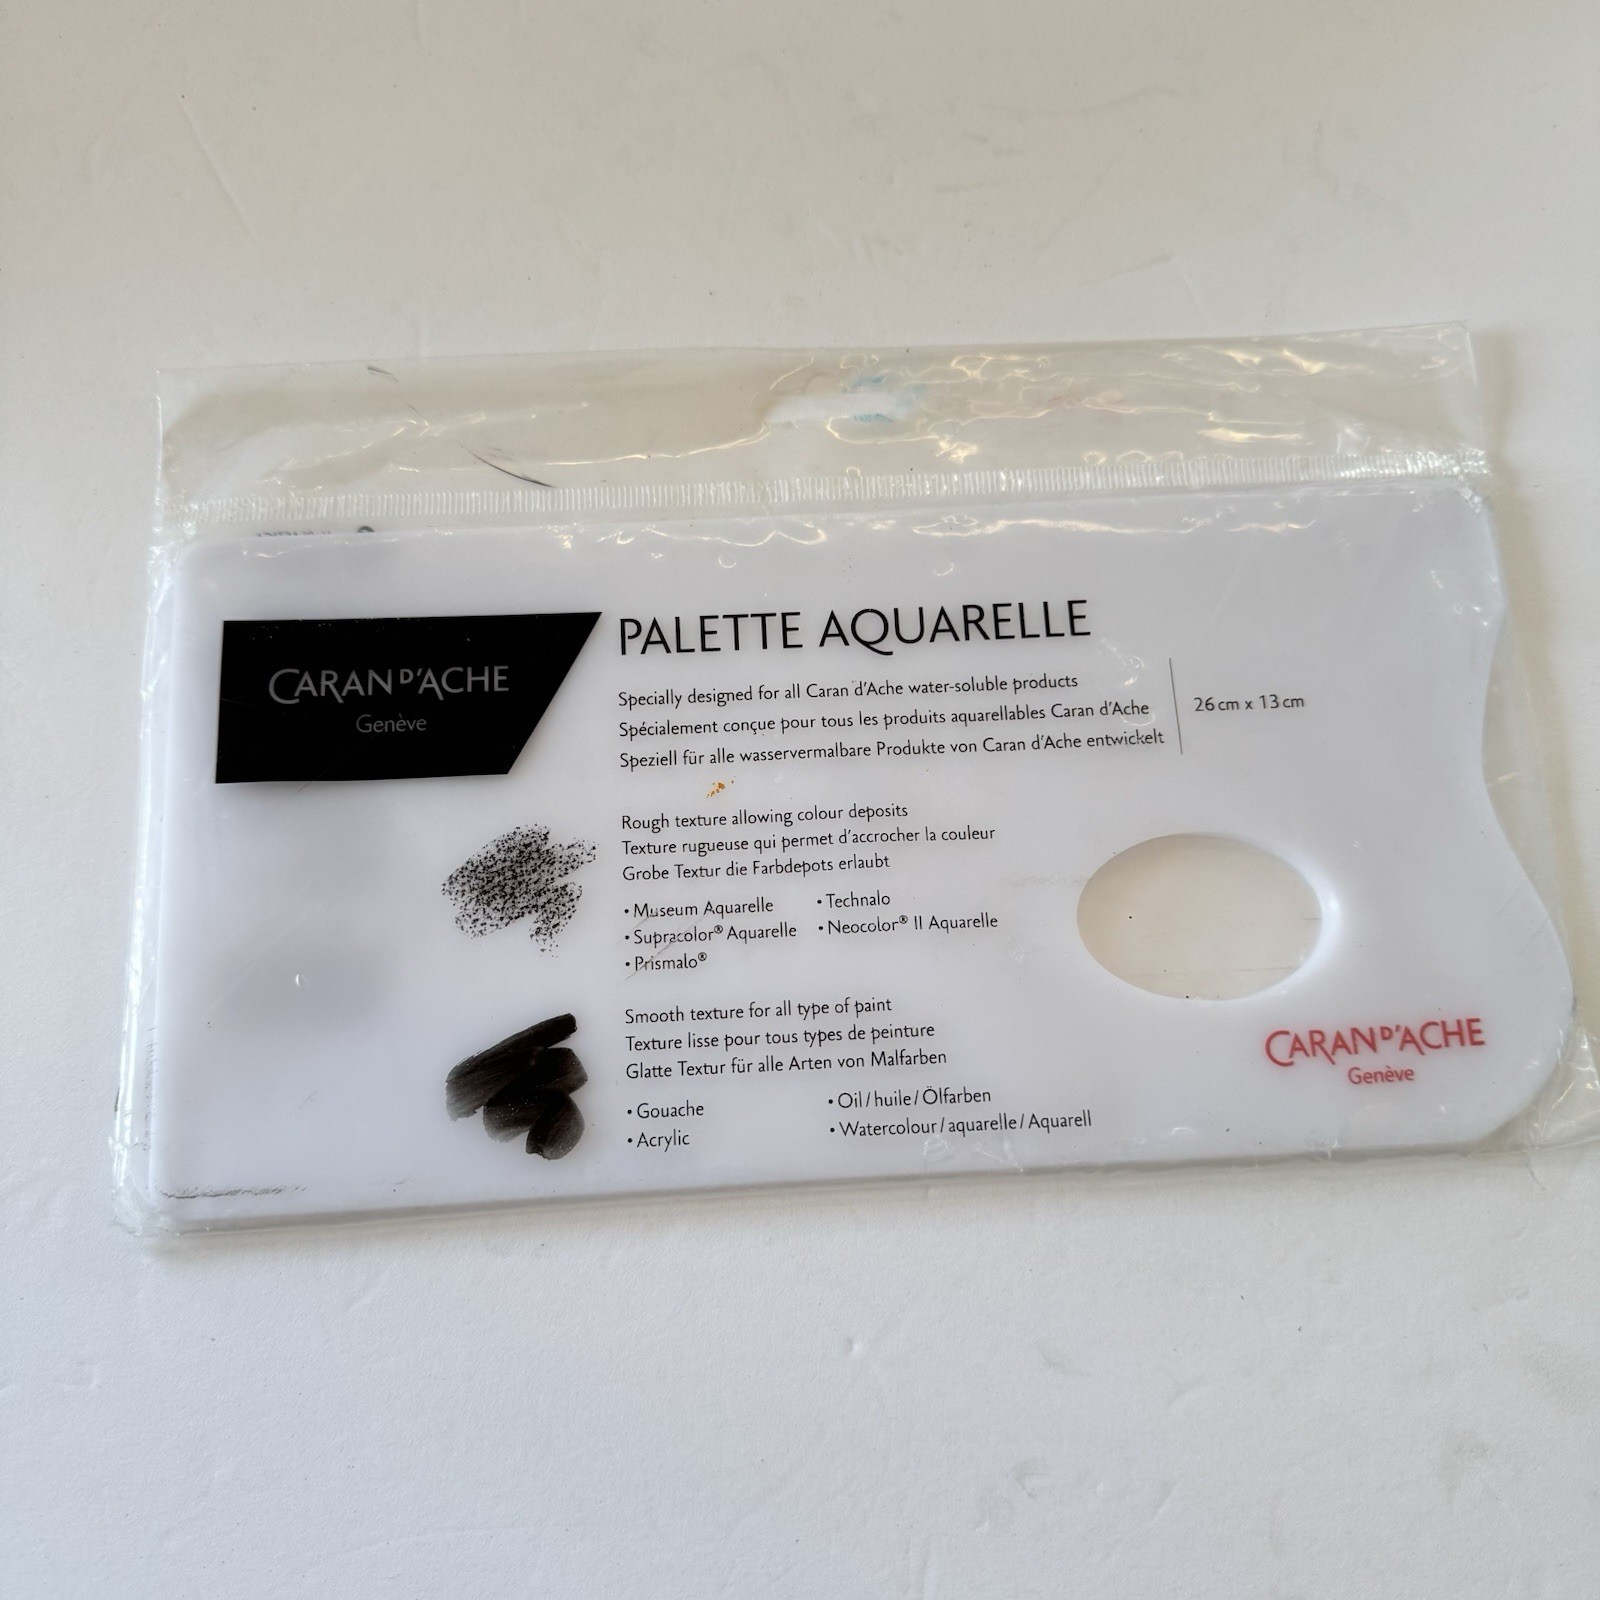 CARAN D'ACHE
Genève
PALETTE AQUARELLE
Specially designed for all Caran d'Ache water-soluble products
Spécialement conçue pour tous les produits aquarellables Caran d'Ache
Speziell für alle wasservermalbare Produkte von Caran d'Ache entwickelt
26 cm x 13 cm
Rough texture allowing colour deposits
Texture rugueuse qui permet d'accrocher la couleur
Grobe Textur die Farbdepots erlaubt
• Museum Aquarelle
• Supracolor® Aquarelle
• Prismalo®
• Technalo
• Neocolor® II Aquarelle
Smooth texture for all type of paint
Texture lisse pour tous types de peinture
Glatte Textur für alle Arten von Malfarben
• Gouache
• Acrylic
• Oil / huile / Ölfarben
• Watercolour / aquarelle / Aquarell
CARAN D'ACHE
Genève